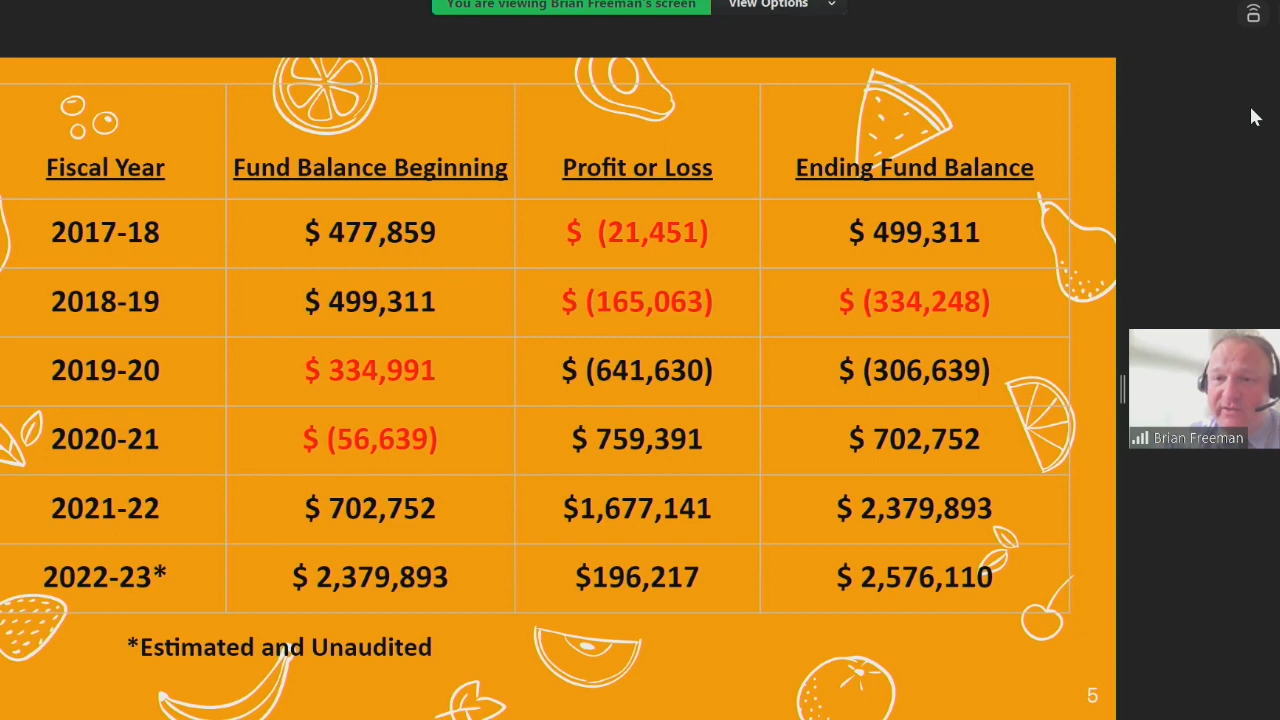 You are viewing Brian Freeman's screen View Options
Fiscal Year Fund Balance Beginning Profit or Loss Ending Fund Balance
2017-18 $ 477,859 $ (21,451) $ 499,311
2018-19 $ 499,311 $ (165,063) $ (334,248)
2019-20 $ 334,991 $ (641,630) $ (306,639)
2020-21 $ (56,639) $ 759,391 $ 702,752
2021-22 $ 702,752 $1,677,141 $ 2,379,893
2022-23* $ 2,379,893 $196,217 $ 2,576,110
*Estimated and Unaudited
5
Brian Freeman